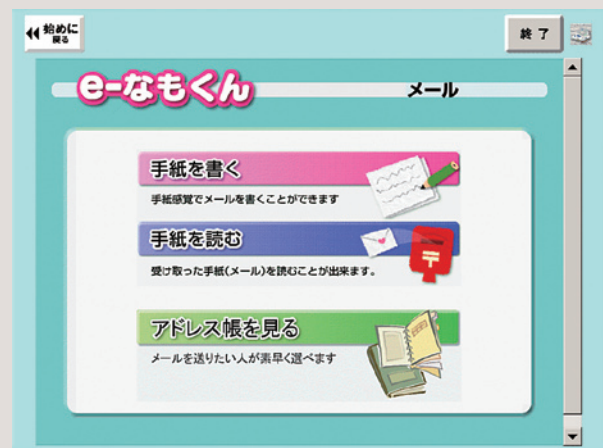 始めに
戻る
終了
e-なもくん
メール
手紙を書く
手紙感覚でメールを書くことができます
手紙を読む
受け取った手紙(メール)を読むことが出来ます。
アドレス帳を見る
メールを送りたい人が素早く選べます